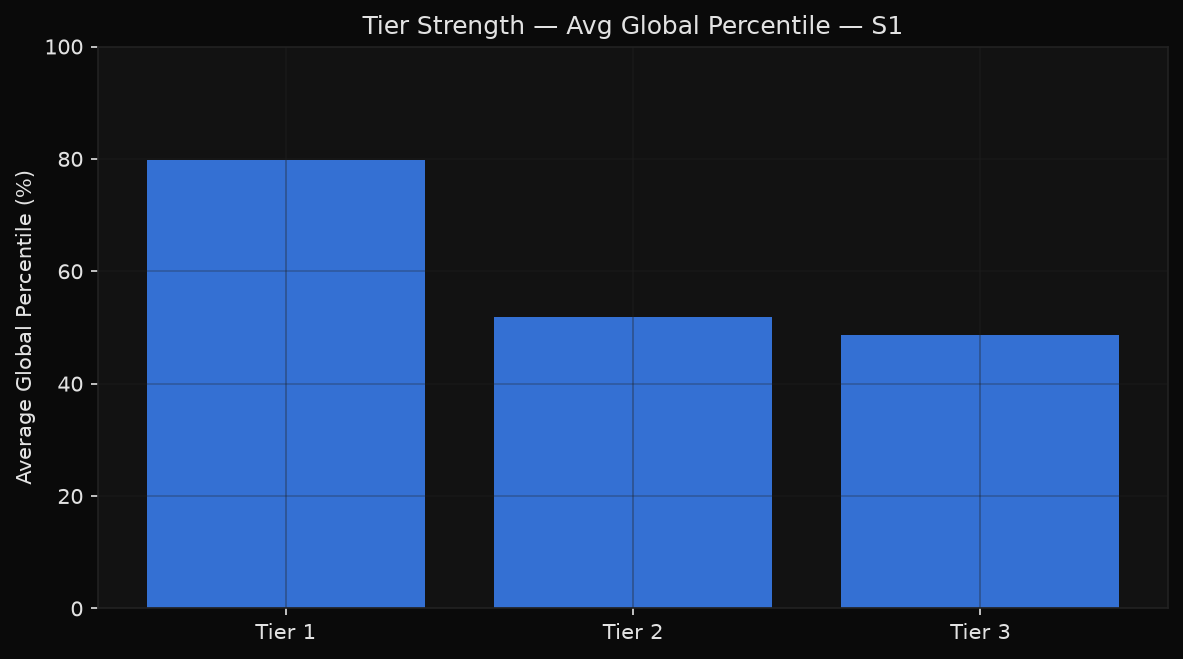 Tier Strength — Avg Global Percentile — S1
Average Global Percentile (%)
100
80
60
40
20
0
Tier 1
Tier 2
Tier 3